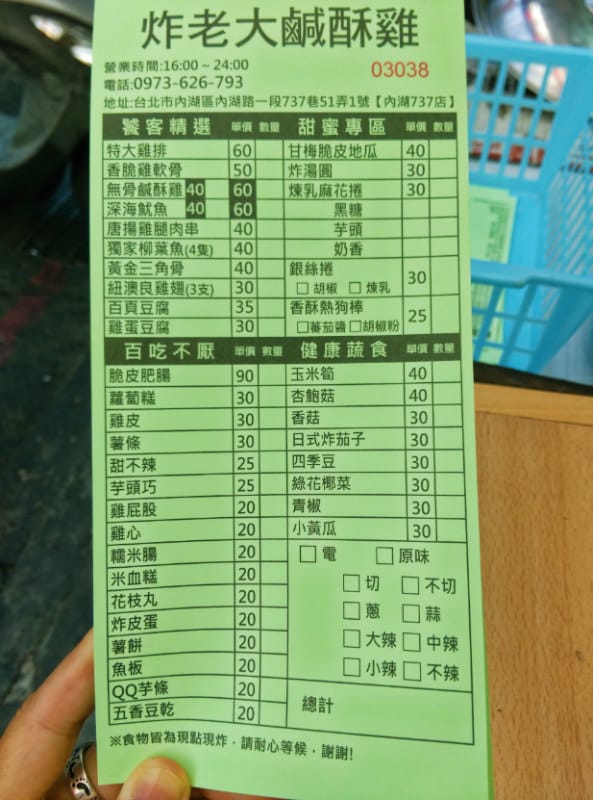 炸老大鹹酥雞
營業時間:16:00～24:00
電話:0973-626-793
03038
地址:台北市內湖區內湖路一段737巷51弄1號【內湖737店】
饕客精選 單價 數量
特大雞排 60
香脆雞軟骨 50
無骨鹹酥雞 40 60
深海魷魚 40 60
唐揚雞腿肉串 40
獨家柳葉魚(4隻) 40
黃金三角骨 40
紐澳良雞翅(3支) 30
百頁豆腐 35
雞蛋豆腐 30
甜蜜專區 單價 數量
甘梅脆皮地瓜 40
炸湯圓 30
煉乳麻花捲 30
黑糖
芋頭
奶香
銀絲捲 30
□胡椒 □煉乳
香酥熱狗棒 25
□蕃茄醬□胡椒粉
百吃不厭 單價 數量
脆皮肥腸 90
蘿蔔糕 30
雞皮 30
薯條 30
甜不辣 25
芋頭巧 25
雞屁股 20
雞心 20
糯米腸 20
米血糕 20
花枝丸 20
炸皮蛋 20
薯餅 20
魚板 20
QQ芋條 20
五香豆乾 20
健康蔬食 單價 數量
玉米筍 40
杏鮑菇 40
香菇 30
日式炸茄子 30
四季豆 30
綠花椰菜 30
青椒 30
小黃瓜 30
□電 □原味
□切 □不切
□蔥 □蒜
□大辣 □中辣
□小辣 □不辣
總計
※食物皆為現點現炸，請耐心等候，謝謝!